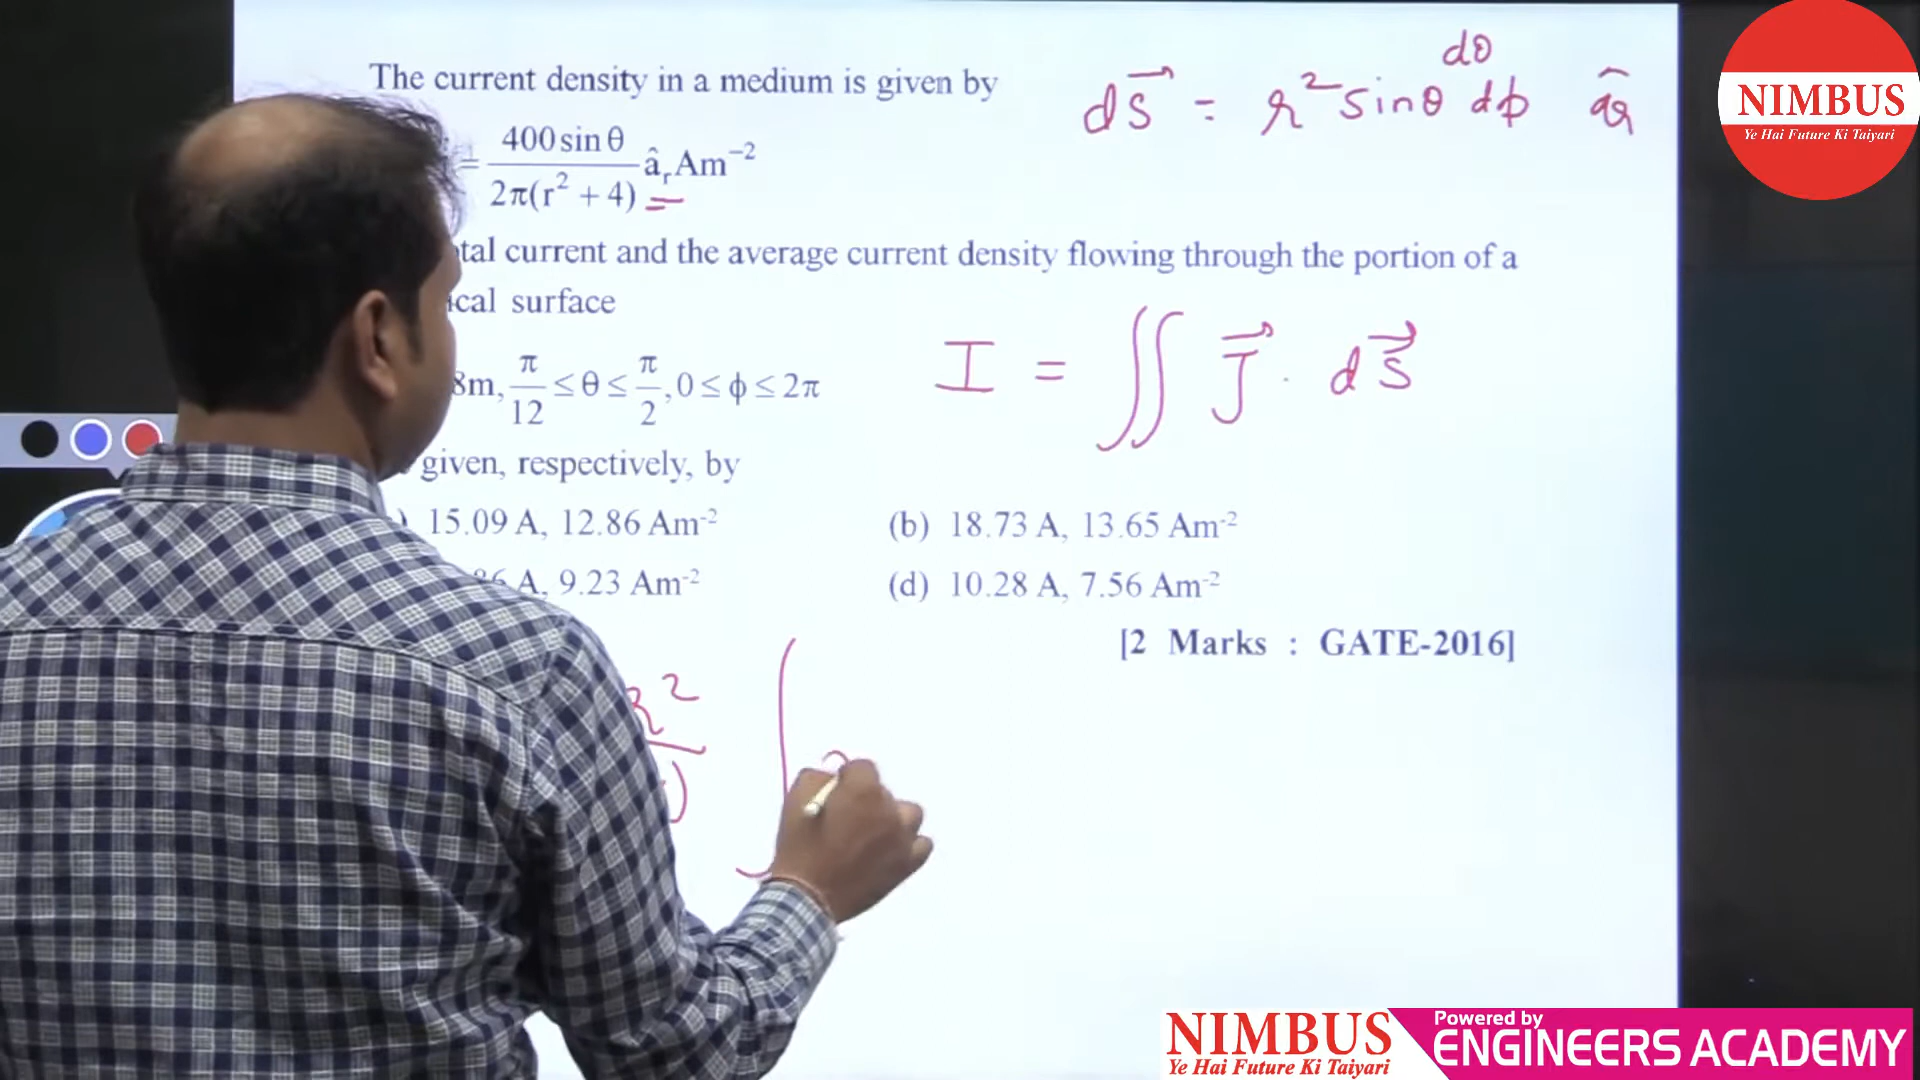 The current density in a medium is given by
= 400 sin θ / 2π(r² + 4) âᵣ Am⁻²
dS⃗ = r² sinθ dθ dϕ âr
NIMBUS
Ye Hai Future Ki Taiyari
tal current and the average current density flowing through the portion of a
ical surface
8m, π/12 ≤ θ ≤ π/2, 0 ≤ ϕ ≤ 2π
I = ∬ J⃗ · dS⃗
given, respectively, by
) 15.09 A, 12.86 Am⁻²
(b) 18.73 A, 13.65 Am⁻²
86 A, 9.23 Am⁻²
(d) 10.28 A, 7.56 Am⁻²
[2 Marks : GATE-2016]
r²
)
∫
NIMBUS
Ye Hai Future Ki Taiyari
Powered by
ENGINEERS ACADEMY